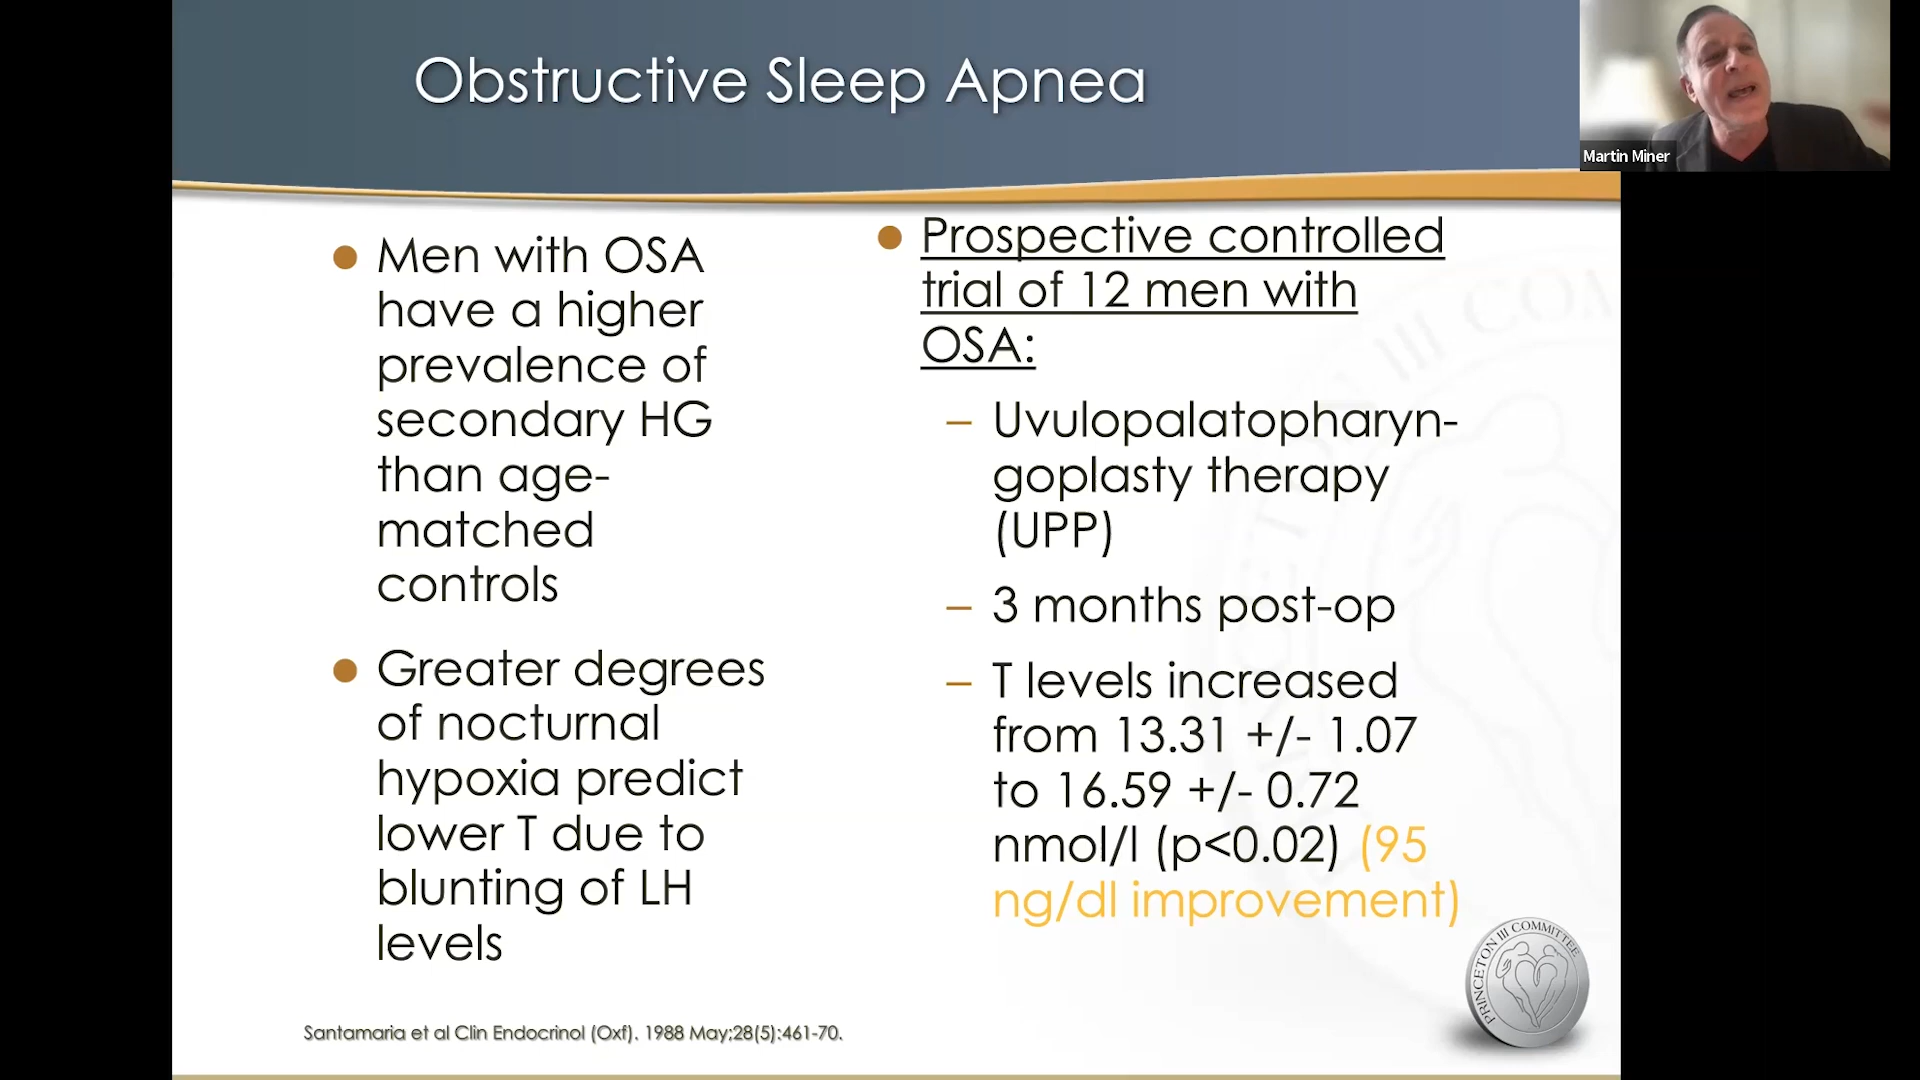 Obstructive Sleep Apnea
Martin Miner
Men with OSA
have a higher
prevalence of
secondary HG
than age-
matched
controls
Greater degrees
of nocturnal
hypoxia predict
lower T due to
blunting of LH
levels
Prospective controlled
trial of 12 men with
OSA:
– Uvulopalatopharyn-
goplasty therapy
(UPP)
– 3 months post-op
– T levels increased
from 13.31 +/- 1.07
to 16.59 +/- 0.72
nmol/l (p<0.02) (95
ng/dl improvement)
Santamaria et al Clin Endocrinol (Oxf). 1988 May;28(5):461-70.
PRINCETON III COMMITTEE